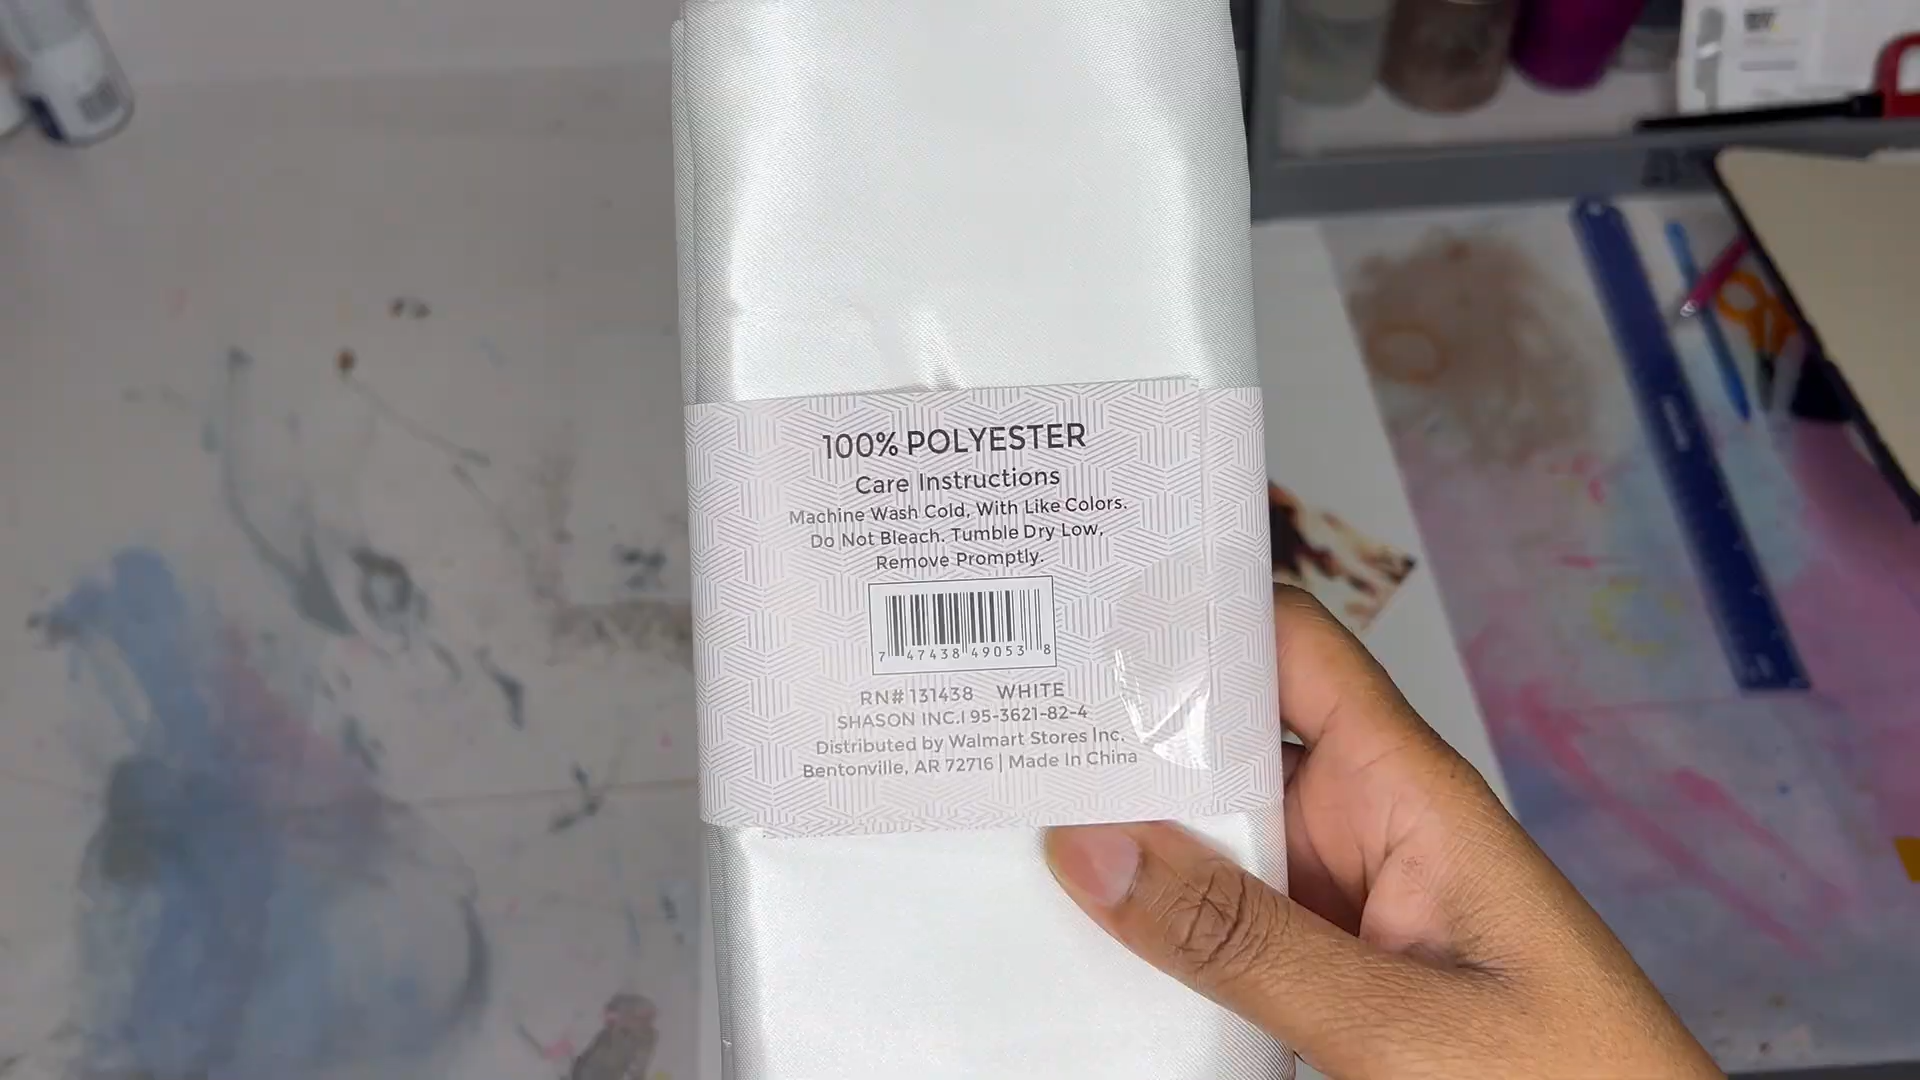 100% POLYESTER
Care Instructions
Machine Wash Cold, With Like Colors.
Do Not Bleach. Tumble Dry Low,
Remove Promptly.
7 47438 49053 8
RN# 131438 WHITE
SHASON INC.I 95-3621-82-4
Distributed by Walmart Stores Inc.
Bentonville, AR 72716 | Made In China